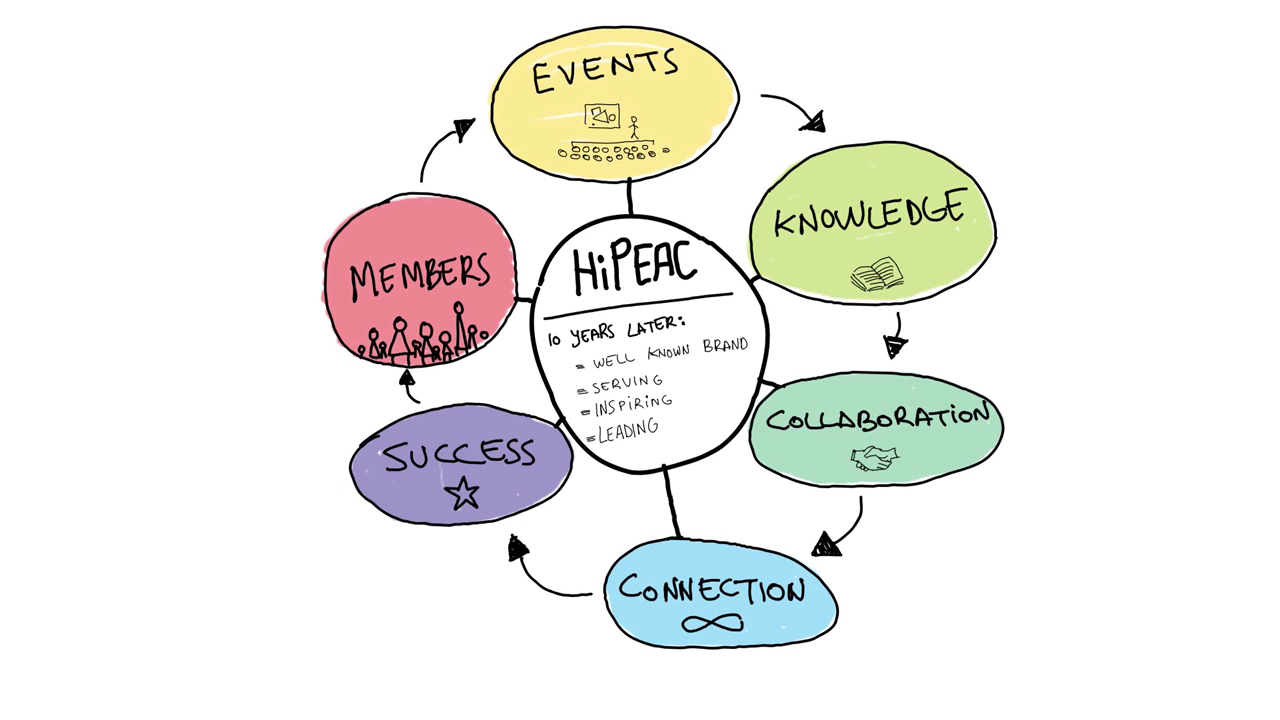 EVENTS
KNOWLEDGE
HiPEAC
MEMBERS
10 YEARS LATER:
= WELL KNOWN BRAND
= SERVING
= INSPIRING
= LEADING
COLLABORATION
SUCCESS
CONNECTION